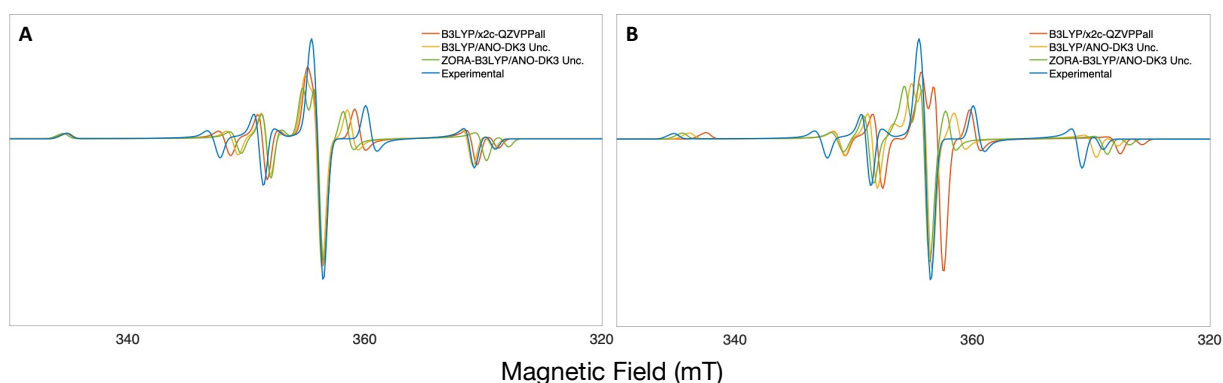 A
B3LYP/x2c-QZVPPall
B3LYP/ANO-DK3 Unc.
ZORA-B3LYP/ANO-DK3 Unc.
Experimental
340
360
320
B
B3LYP/x2c-QZVPPall
B3LYP/ANO-DK3 Unc.
ZORA-B3LYP/ANO-DK3 Unc.
Experimental
340
360
320
Magnetic Field (mT)